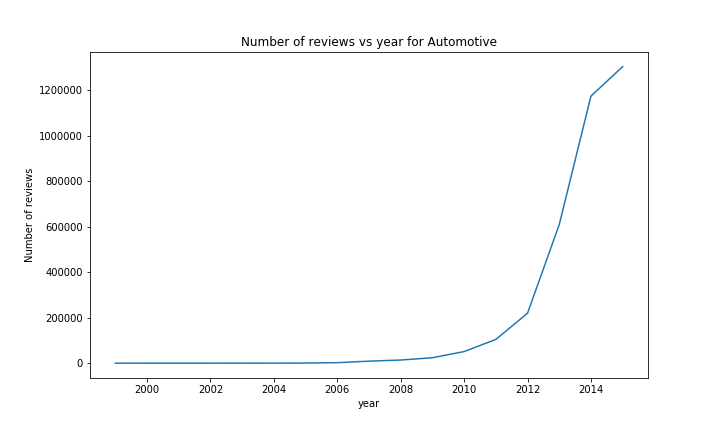 Number of reviews vs year for Automotive
1200000
1000000
800000
600000
400000
200000
0
Number of reviews
2000 2002 2004 2006 2008 2010 2012 2014
year